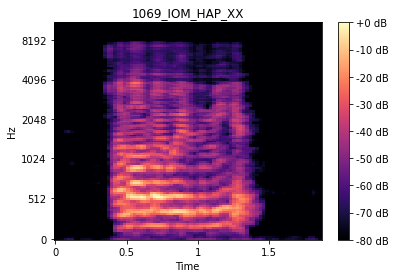 1069_IOM_HAP_XX
Hz
8192
4096
2048
1024
512
0
0
0.5
1
1.5
Time
+0 dB
-10 dB
-20 dB
-30 dB
-40 dB
-50 dB
-60 dB
-70 dB
-80 dB